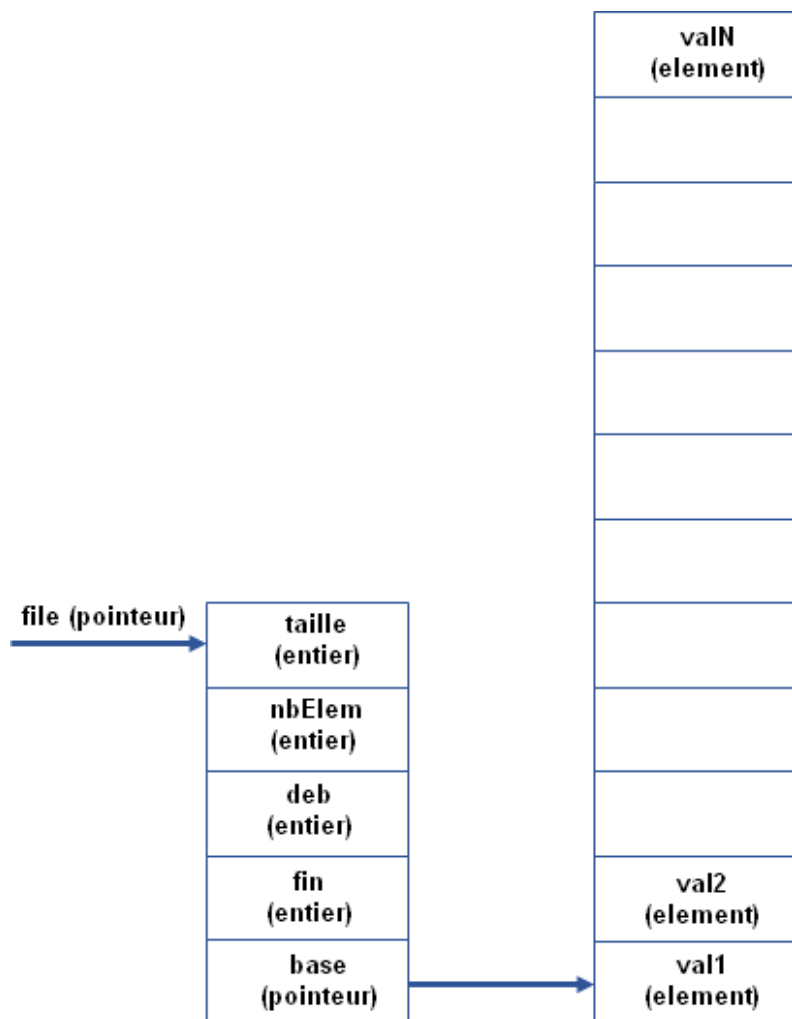 valN
(element)
file (pointeur)
taille
(entier)
nbElem
(entier)
deb
(entier)
fin
(entier)
base
(pointeur)
val2
(element)
val1
(element)